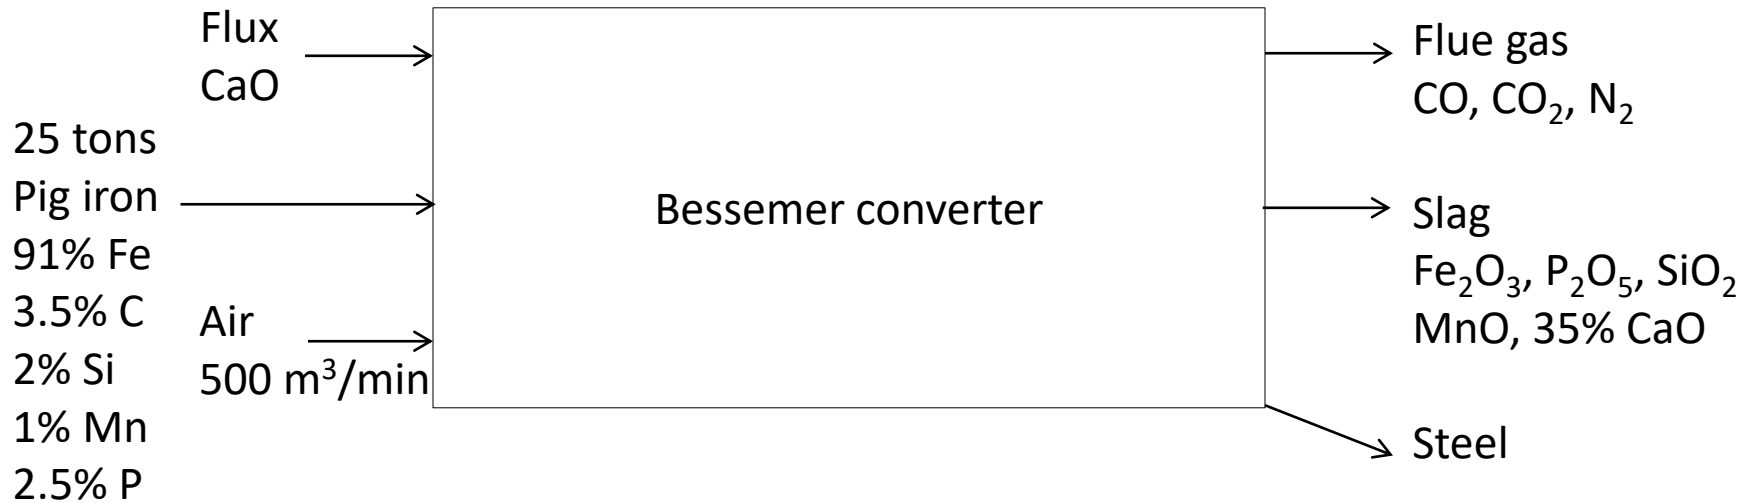 Flux
CaO
25 tons
Pig iron
91% Fe
3.5% C
2% Si
1% Mn
2.5% P
Air
500 m³/min
Bessemer converter
Flue gas
CO, CO₂, N₂
Slag
Fe₂O₃, P₂O₅, SiO₂
MnO, 35% CaO
Steel